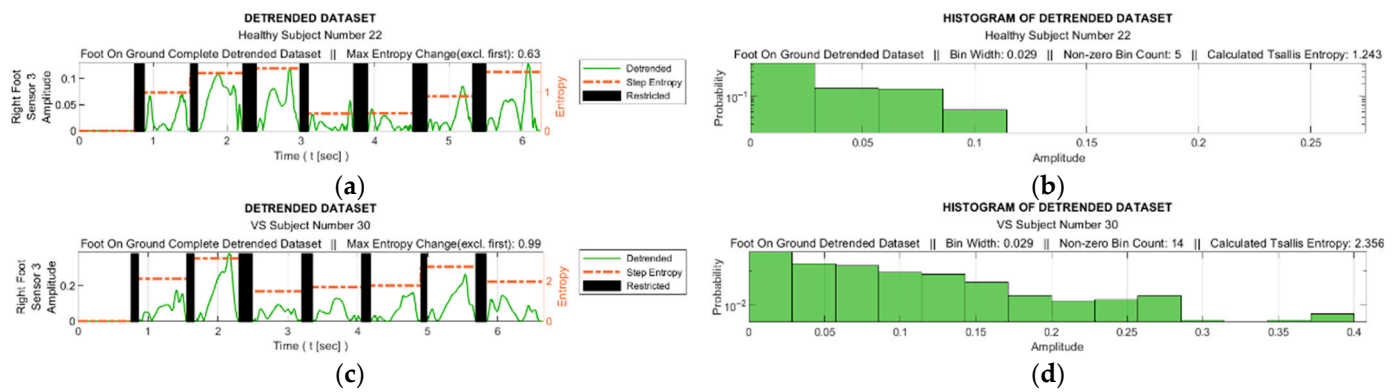 DETRENDED DATASET
Healthy Subject Number 22
Foot On Ground Complete Detrended Dataset || Max Entropy Change(excl. first): 0.63
Right Foot
Sensor 3
Amplitude
0.1
0.05
0
1
0
Entropy
Detrended
Step Entropy
Restricted
0 1 2 3 4 5 6
Time ( t [sec] )
(a)
HISTOGRAM OF DETRENDED DATASET
Healthy Subject Number 22
Foot On Ground Detrended Dataset || Bin Width: 0.029 || Non-zero Bin Count: 5 || Calculated Tsallis Entropy: 1.243
Probability
10⁻¹
0 0.05 0.1 0.15 0.2 0.25
Amplitude
(b)
DETRENDED DATASET
VS Subject Number 30
Foot On Ground Complete Detrended Dataset || Max Entropy Change(excl. first): 0.99
Right Foot
Sensor 3
Amplitude
0.2
0
2
0
Entropy
Detrended
Step Entropy
Restricted
0 1 2 3 4 5 6
Time ( t [sec] )
(c)
HISTOGRAM OF DETRENDED DATASET
VS Subject Number 30
Foot On Ground Detrended Dataset || Bin Width: 0.029 || Non-zero Bin Count: 14 || Calculated Tsallis Entropy: 2.356
Probability
10⁻²
0 0.05 0.1 0.15 0.2 0.25 0.3 0.35 0.4
Amplitude
(d)